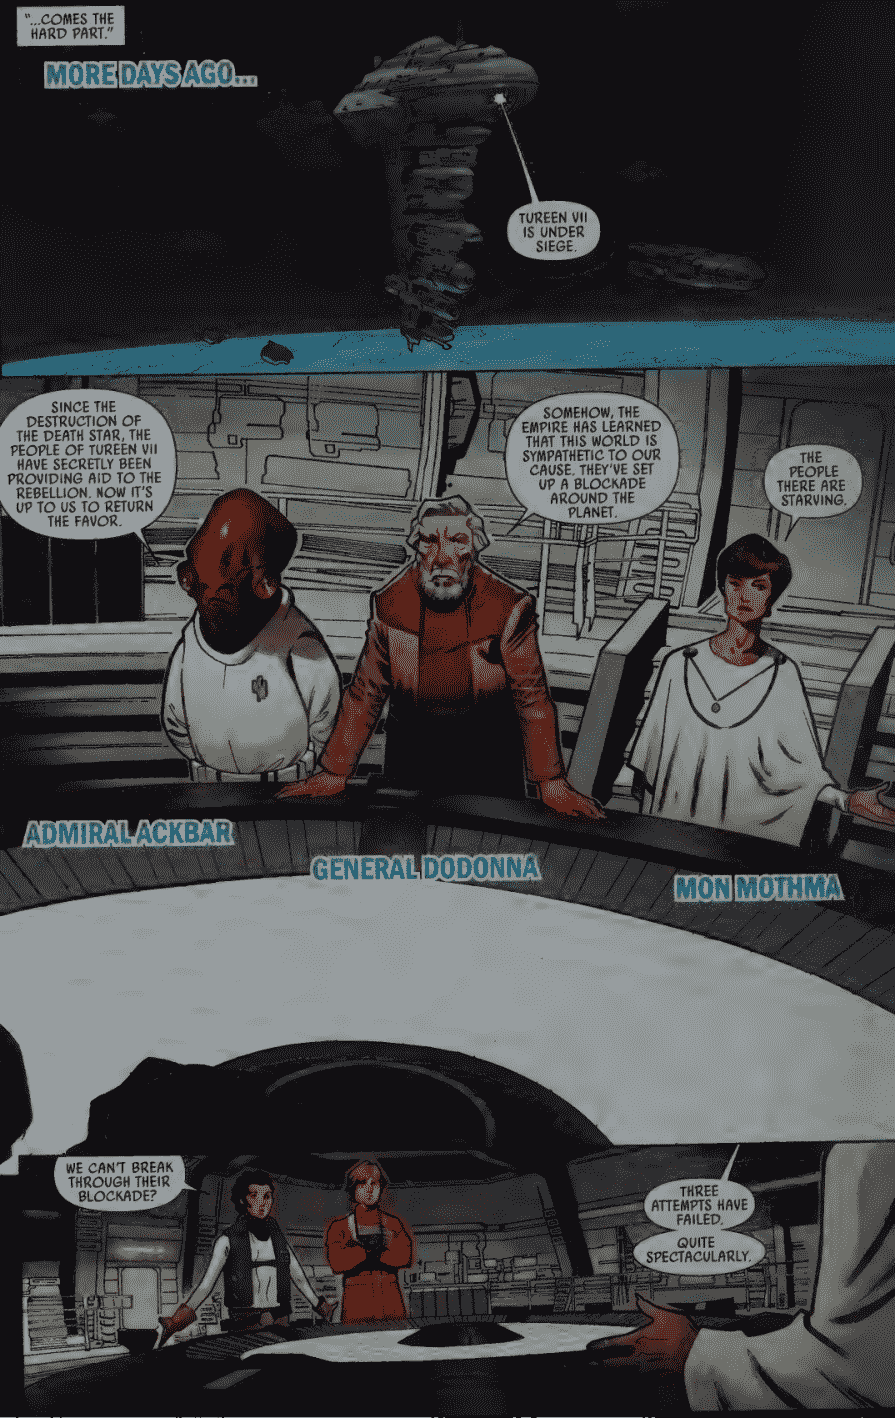 "...COMES THE
HARD PART."
MORE DAYS AGO...
TUREEN VII
IS UNDER
SIEGE.
SINCE THE
DESTRUCTION OF
THE DEATH STAR, THE
PEOPLE OF TUREEN VII
HAVE SECRETLY BEEN
PROVIDING AID TO THE
REBELLION. NOW IT'S
UP TO US TO RETURN
THE FAVOR.
SOMEHOW, THE
EMPIRE HAS LEARNED
THAT THIS WORLD IS
SYMPATHETIC TO OUR
CAUSE. THEY'VE SET
UP A BLOCKADE
AROUND THE
PLANET.
THE
PEOPLE
THERE ARE
STARVING.
ADMIRAL ACKBAR
GENERAL DODONNA
MON MOTHMA
WE CAN'T BREAK
THROUGH THEIR
BLOCKADE?
THREE
ATTEMPTS HAVE
FAILED.
QUITE
SPECTACULARLY.